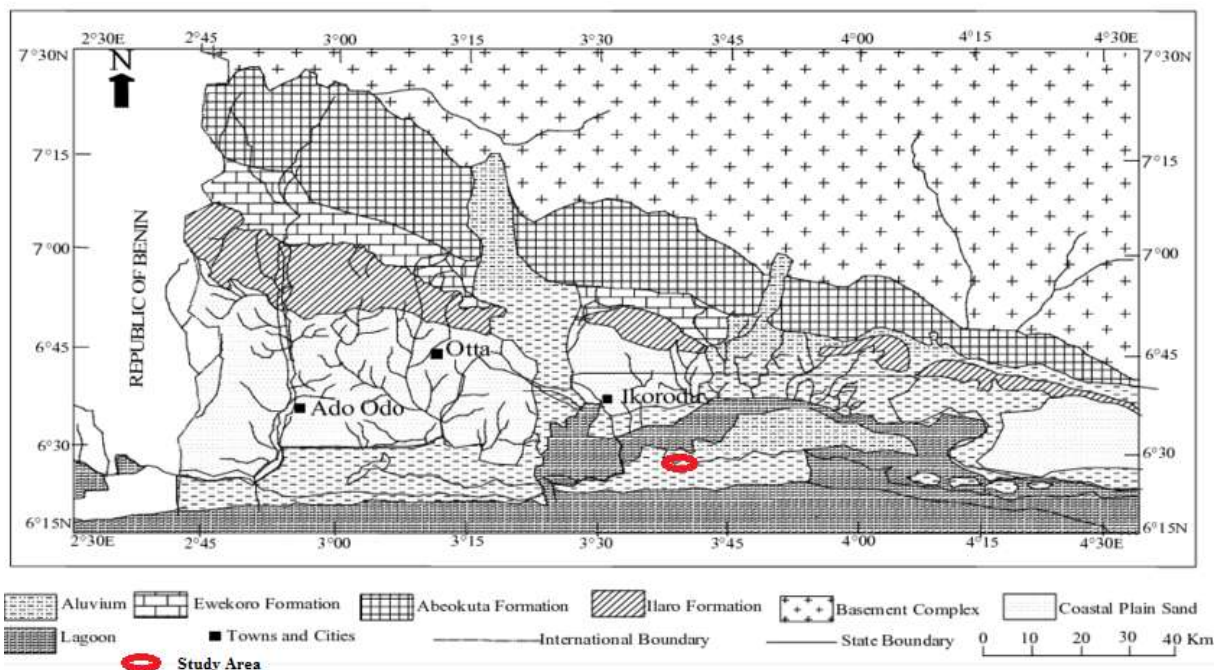 2°30E 2°45 3°00 3°15 3°30 3°45 4°00 4°15 4°30E
7°30N 7°30N
N
7°15 7°15
REPUBLIC OF BENIN
7°00 7°00
6°45 6°45
Otta
Ikorodu
Ado Odo
6°30 6°30
6°15N 6°15N
2°30E 2°45 3°00 3°15 3°30 3°45 4°00 4°15 4°30E
Aluvium Ewekoro Formation Abeokuta Formation Ilaro Formation Basement Complex Coastal Plain Sand
Lagoon Towns and Cities International Boundary State Boundary 0 10 20 30 40 Km
Study Area